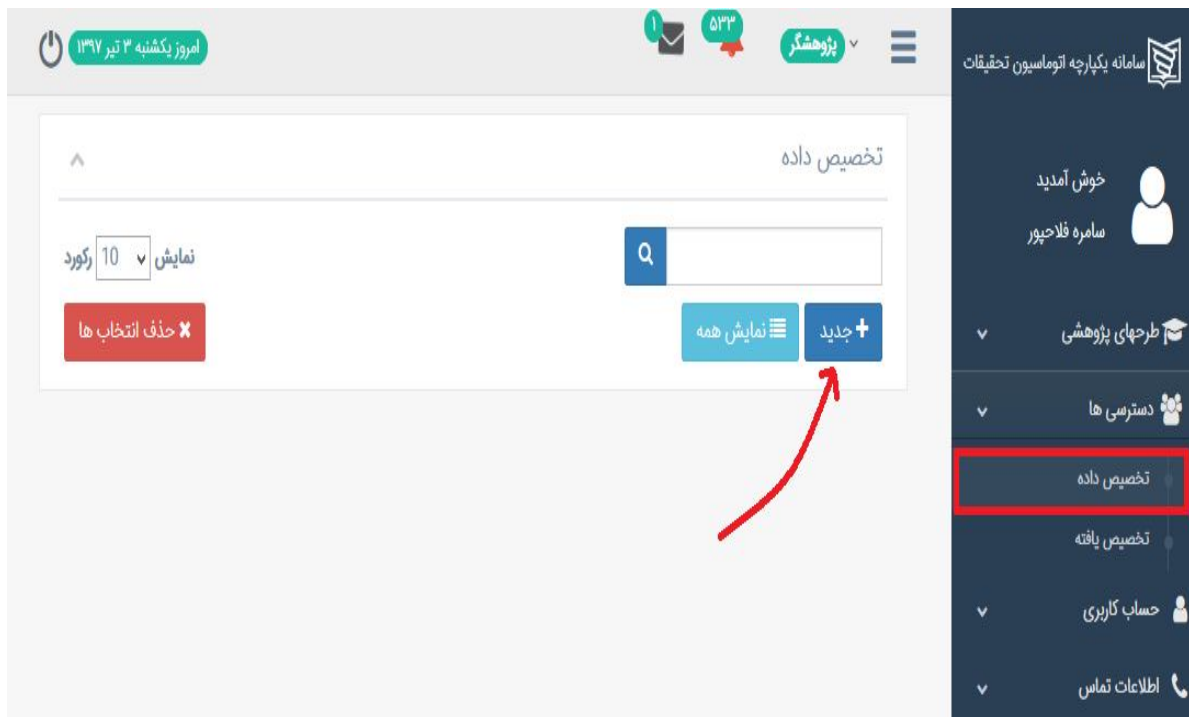 سامانه یکپارچه اتوماسیون تحقیقات
خوش آمدید
سامره فلاحپور
طرحهای پژوهشی
دسترسی ها
تخصیص داده
تخصیص یافته
حساب کاربری
اطلاعات تماس
پژوهشگر
۵۳۳
۱
امروز یکشنبه ۳ تیر ۱۳۹۷
تخصیص داده
نمایش 10 رکورد
جدید
نمایش همه
حذف انتخاب ها